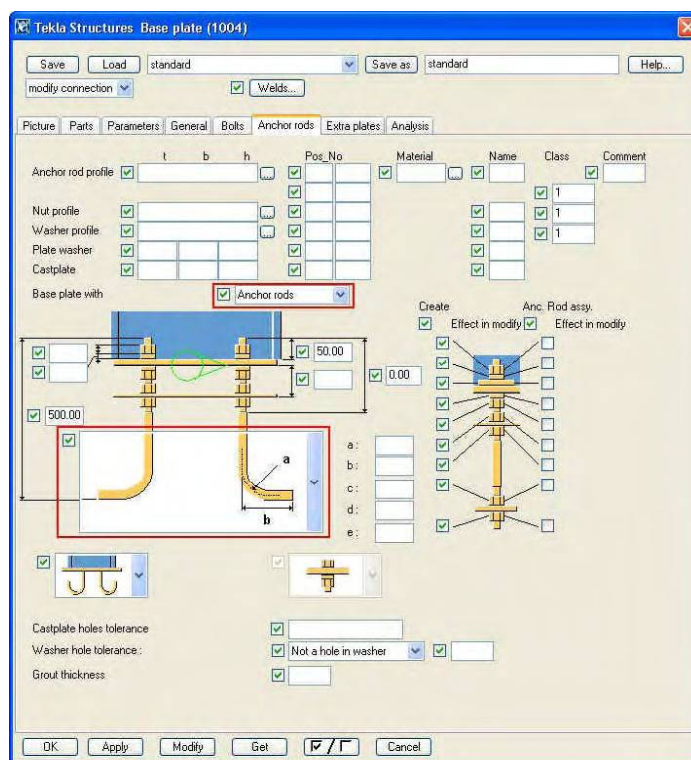 Tekla Structures Base plate (1004)
Save Load standard Save as standard Help...
modify connection Welds...
Picture Parts Parameters General Bolts Anchor rods Extra plates Analysis
t b h Pos_No Material Name Class Comment
Anchor rod profile ...
1
Nut profile ... 1
Washer profile ... 1
Plate washer
Castplate
Base plate with Anchor rods
Create Anc. Rod assy.
Effect in modify Effect in modify
50.00
0.00
500.00
a
b
a:
b:
c:
d:
e:
Castplate holes tolerance
Washer hole tolerance.: Not a hole in washer
Grout thickness
OK Apply Modify Get / Cancel